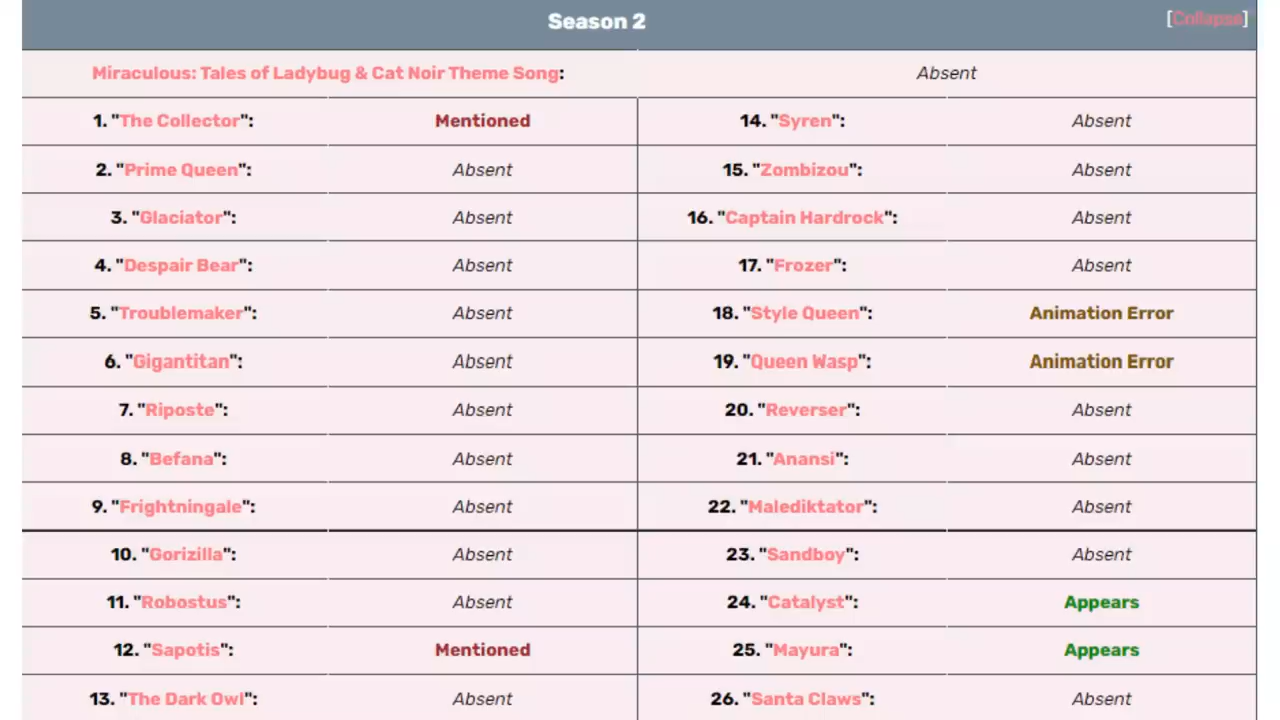 Season 2
[Collapse]
Miraculous: Tales of Ladybug & Cat Noir Theme Song: Absent
1. "The Collector": Mentioned 14. "Syren": Absent
2. "Prime Queen": Absent 15. "Zombizou": Absent
3. "Glaciator": Absent 16. "Captain Hardrock": Absent
4. "Despair Bear": Absent 17. "Frozer": Absent
5. "Troublemaker": Absent 18. "Style Queen": Animation Error
6. "Gigantitan": Absent 19. "Queen Wasp": Animation Error
7. "Riposte": Absent 20. "Reverser": Absent
8. "Befana": Absent 21. "Anansi": Absent
9. "Frightningale": Absent 22. "Malediktator": Absent
10. "Gorizilla": Absent 23. "Sandboy": Absent
11. "Robostus": Absent 24. "Catalyst": Appears
12. "Sapotis": Mentioned 25. "Mayura": Appears
13. "The Dark Owl": Absent 26. "Santa Claws": Absent